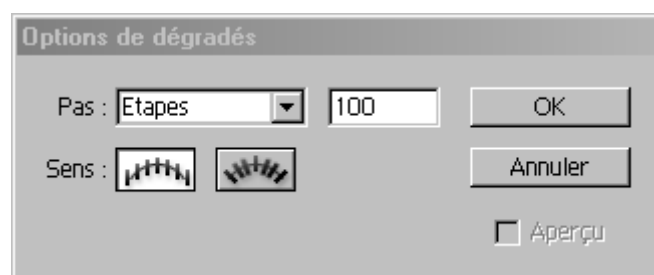 Options de dégradés
Pas : Etapes 100 OK
Sens : Annuler
Aperçu